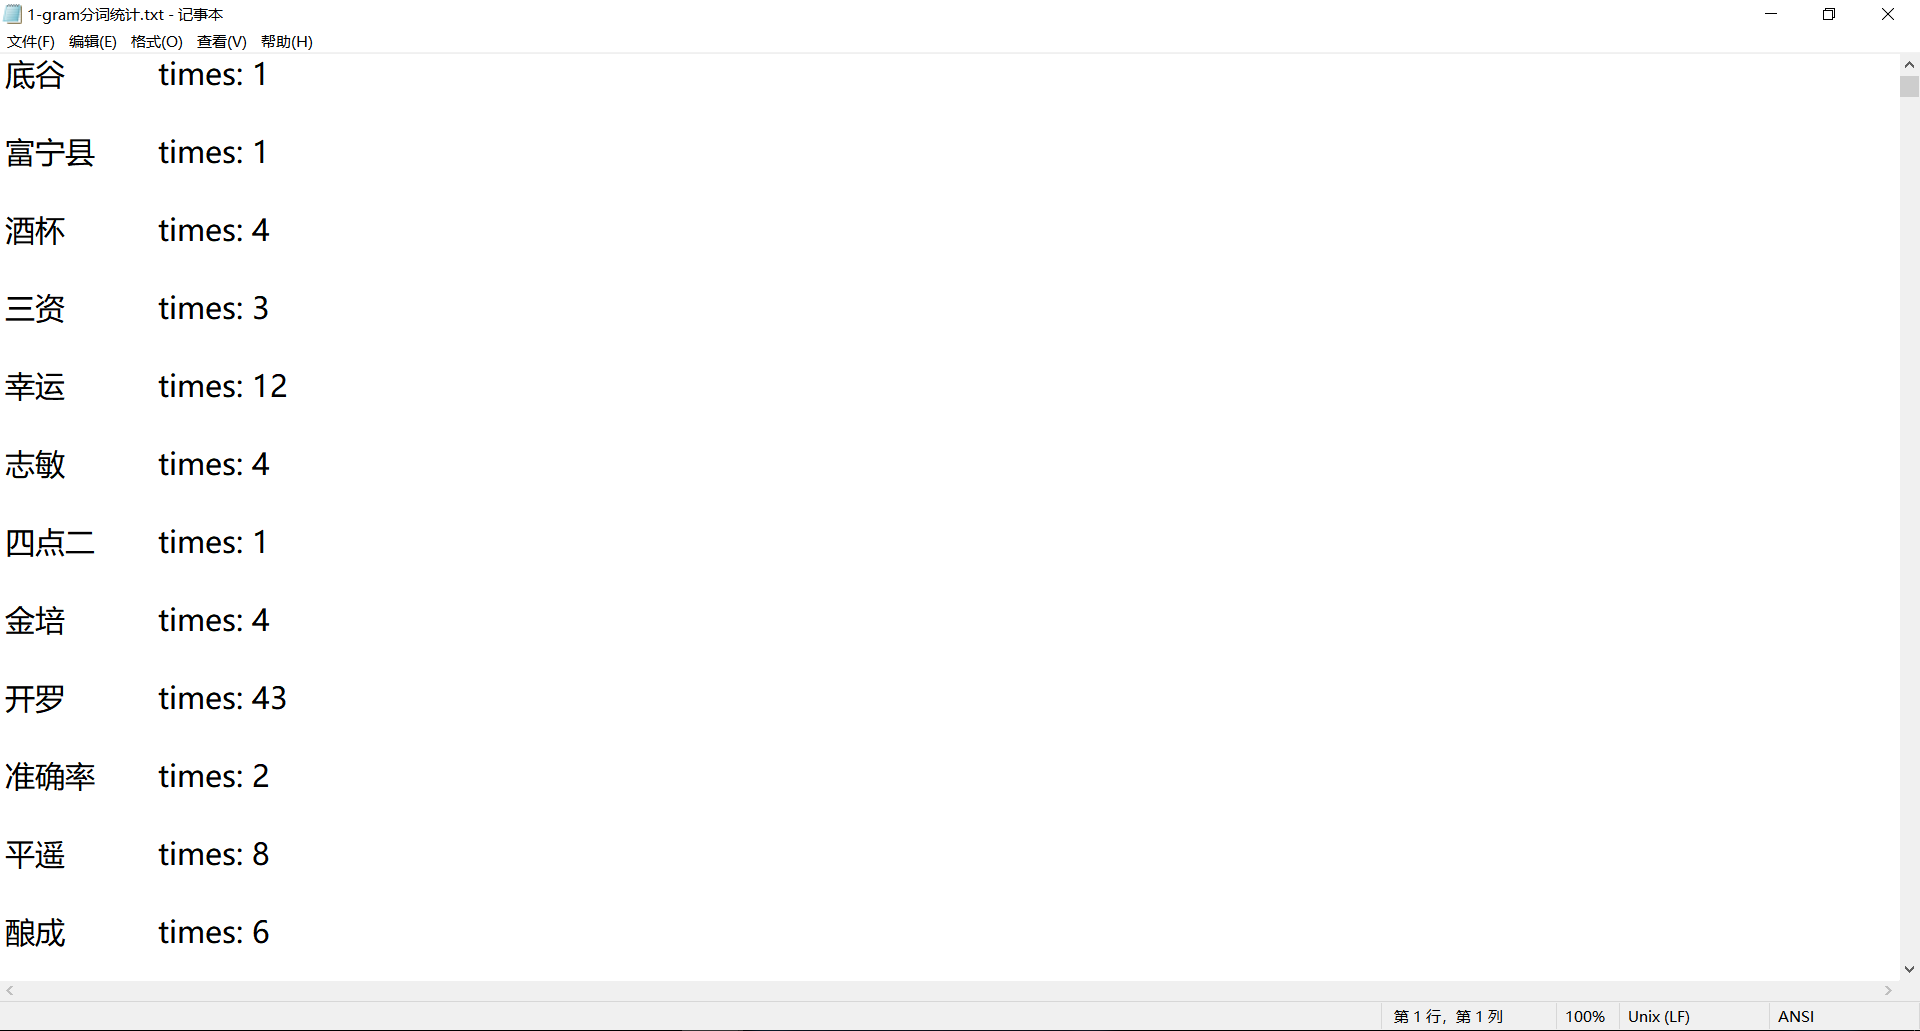 1-gram分词统计.txt - 记事本
文件(F) 编辑(E) 格式(O) 查看(V) 帮助(H)
底谷 times: 1
富宁县 times: 1
酒杯 times: 4
三资 times: 3
幸运 times: 12
志敏 times: 4
四点二 times: 1
金培 times: 4
开罗 times: 43
准确率 times: 2
平遥 times: 8
酿成 times: 6
第 1 行，第 1 列 100% Unix (LF) ANSI